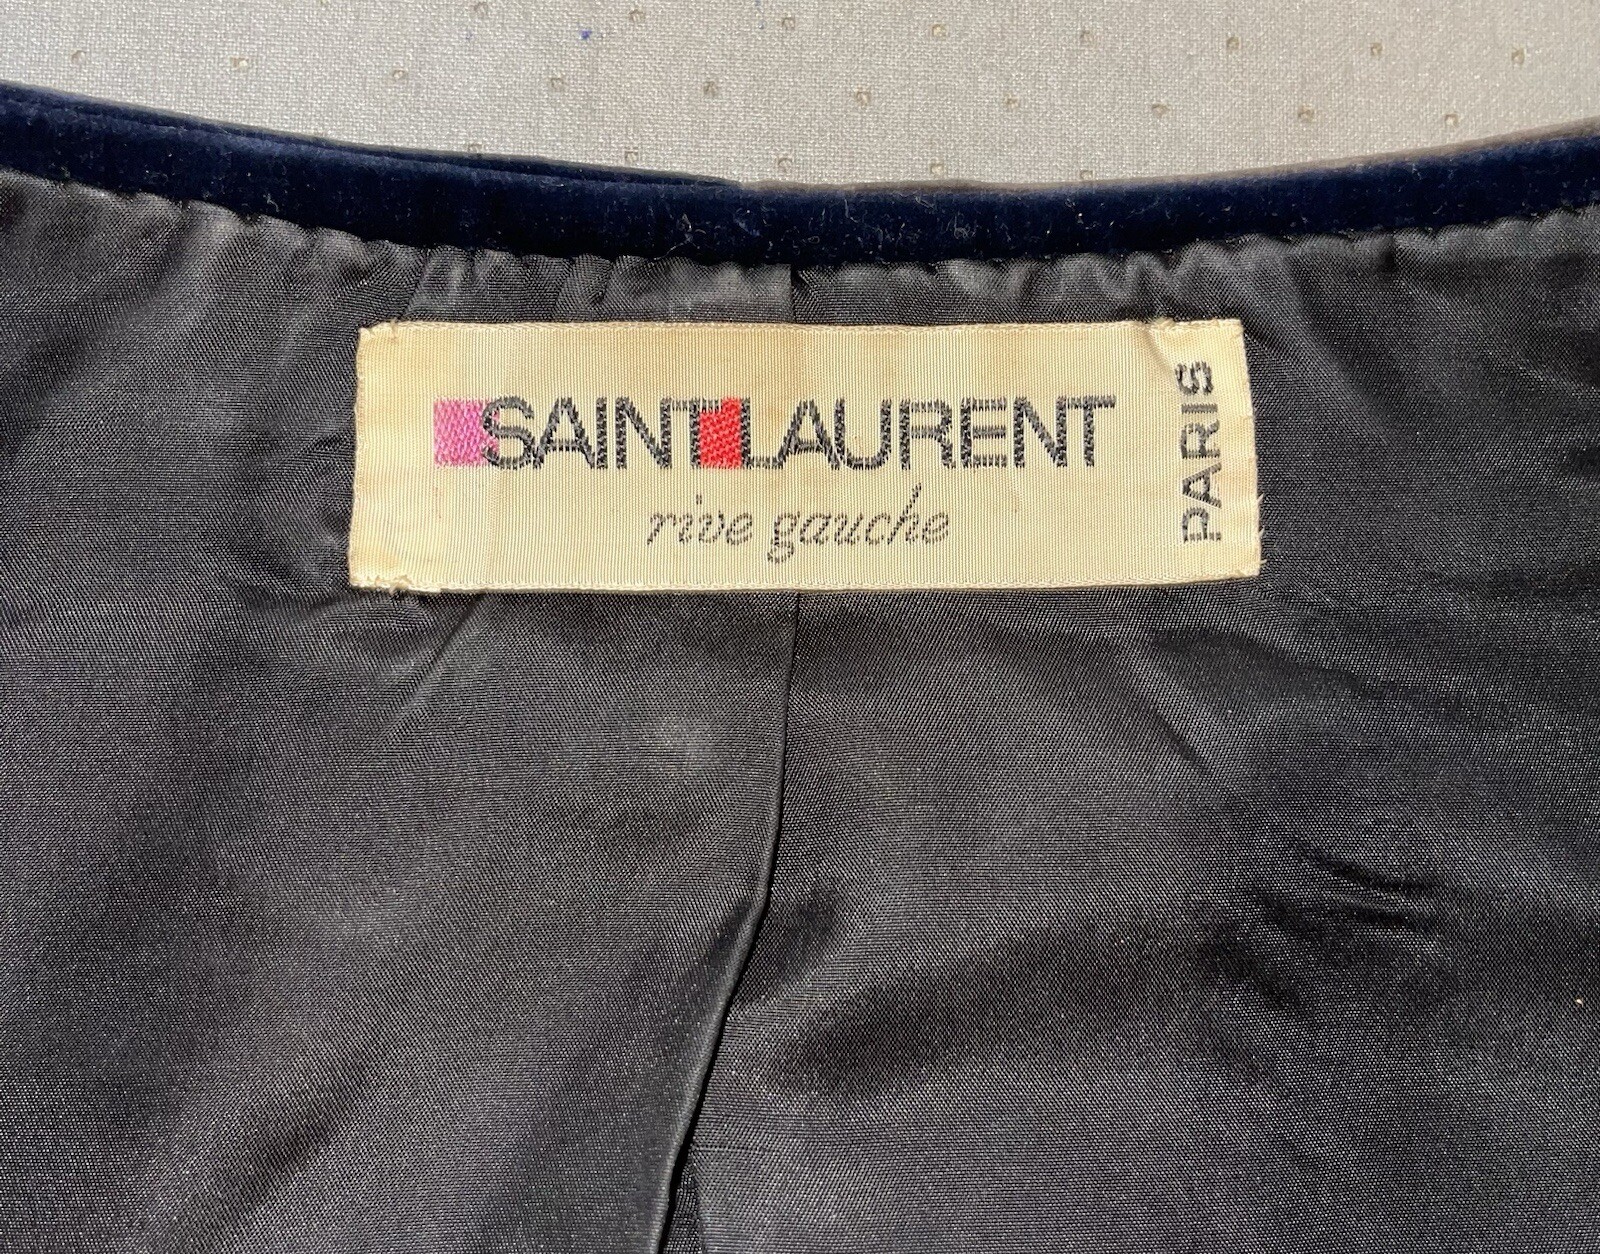 SAINT LAURENT
rive gauche
PARIS